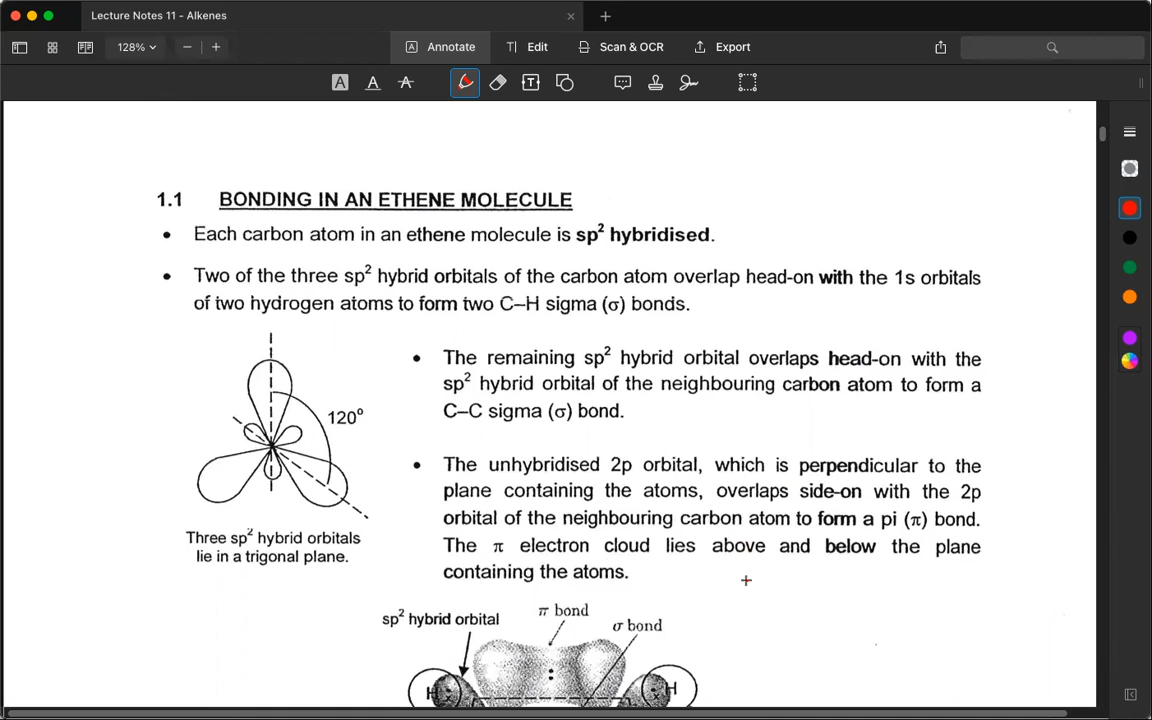 Lecture Notes 11 - Alkenes
128%
Annotate
Edit
Scan & OCR
Export
1.1 BONDING IN AN ETHENE MOLECULE
• Each carbon atom in an ethene molecule is sp² hybridised.
• Two of the three sp² hybrid orbitals of the carbon atom overlap head-on with the 1s orbitals
of two hydrogen atoms to form two C–H sigma (σ) bonds.
120⁰
Three sp² hybrid orbitals
lie in a trigonal plane.
• The remaining sp² hybrid orbital overlaps head-on with the
sp² hybrid orbital of the neighbouring carbon atom to form a
C–C sigma (σ) bond.
• The unhybridised 2p orbital, which is perpendicular to the
plane containing the atoms, overlaps side-on with the 2p
orbital of the neighbouring carbon atom to form a pi (π) bond.
The π electron cloud lies above and below the plane
containing the atoms.
sp² hybrid orbital
π bond
σ bond
H
H